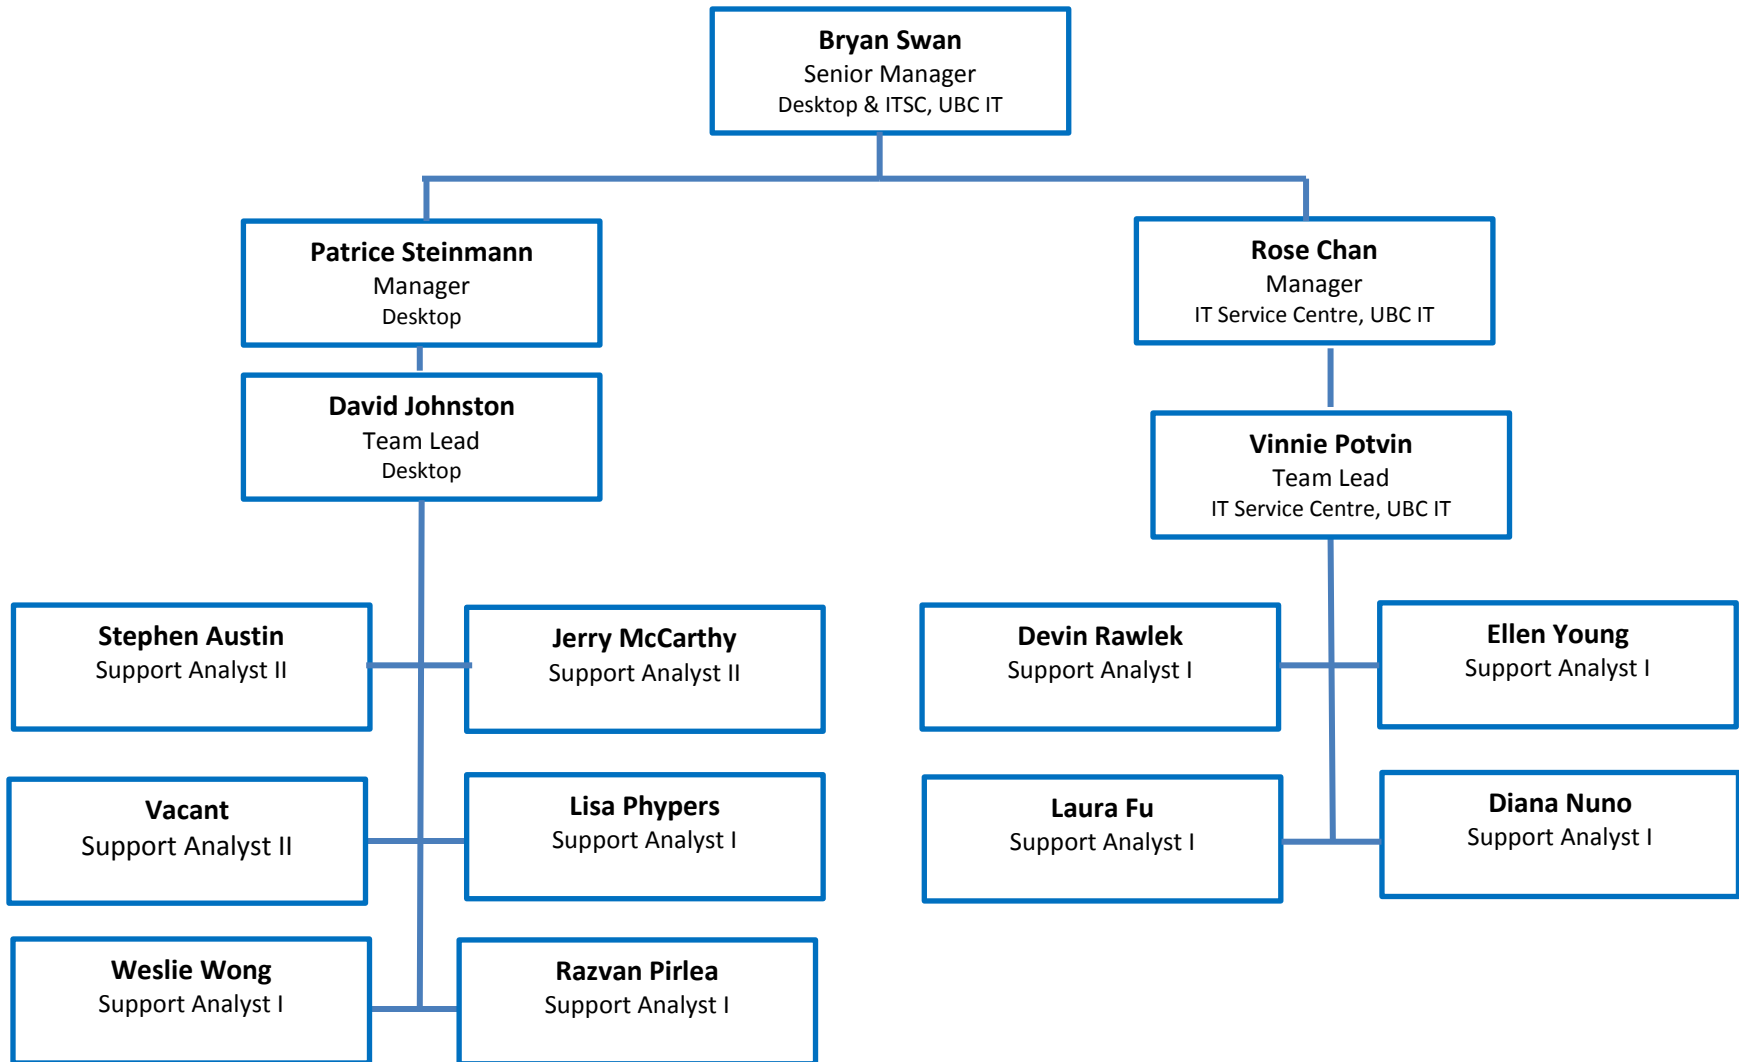 Bryan Swan
Senior Manager
Desktop & ITSC, UBC IT
Patrice Steinmann
Manager
Desktop
Rose Chan
Manager
IT Service Centre, UBC IT
David Johnston
Team Lead
Desktop
Vinnie Potvin
Team Lead
IT Service Centre, UBC IT
Stephen Austin
Support Analyst II
Jerry McCarthy
Support Analyst II
Devin Rawlek
Support Analyst I
Ellen Young
Support Analyst I
Vacant
Support Analyst II
Lisa Phypers
Support Analyst I
Laura Fu
Support Analyst I
Diana Nuno
Support Analyst I
Weslie Wong
Support Analyst I
Razvan Pirlea
Support Analyst I